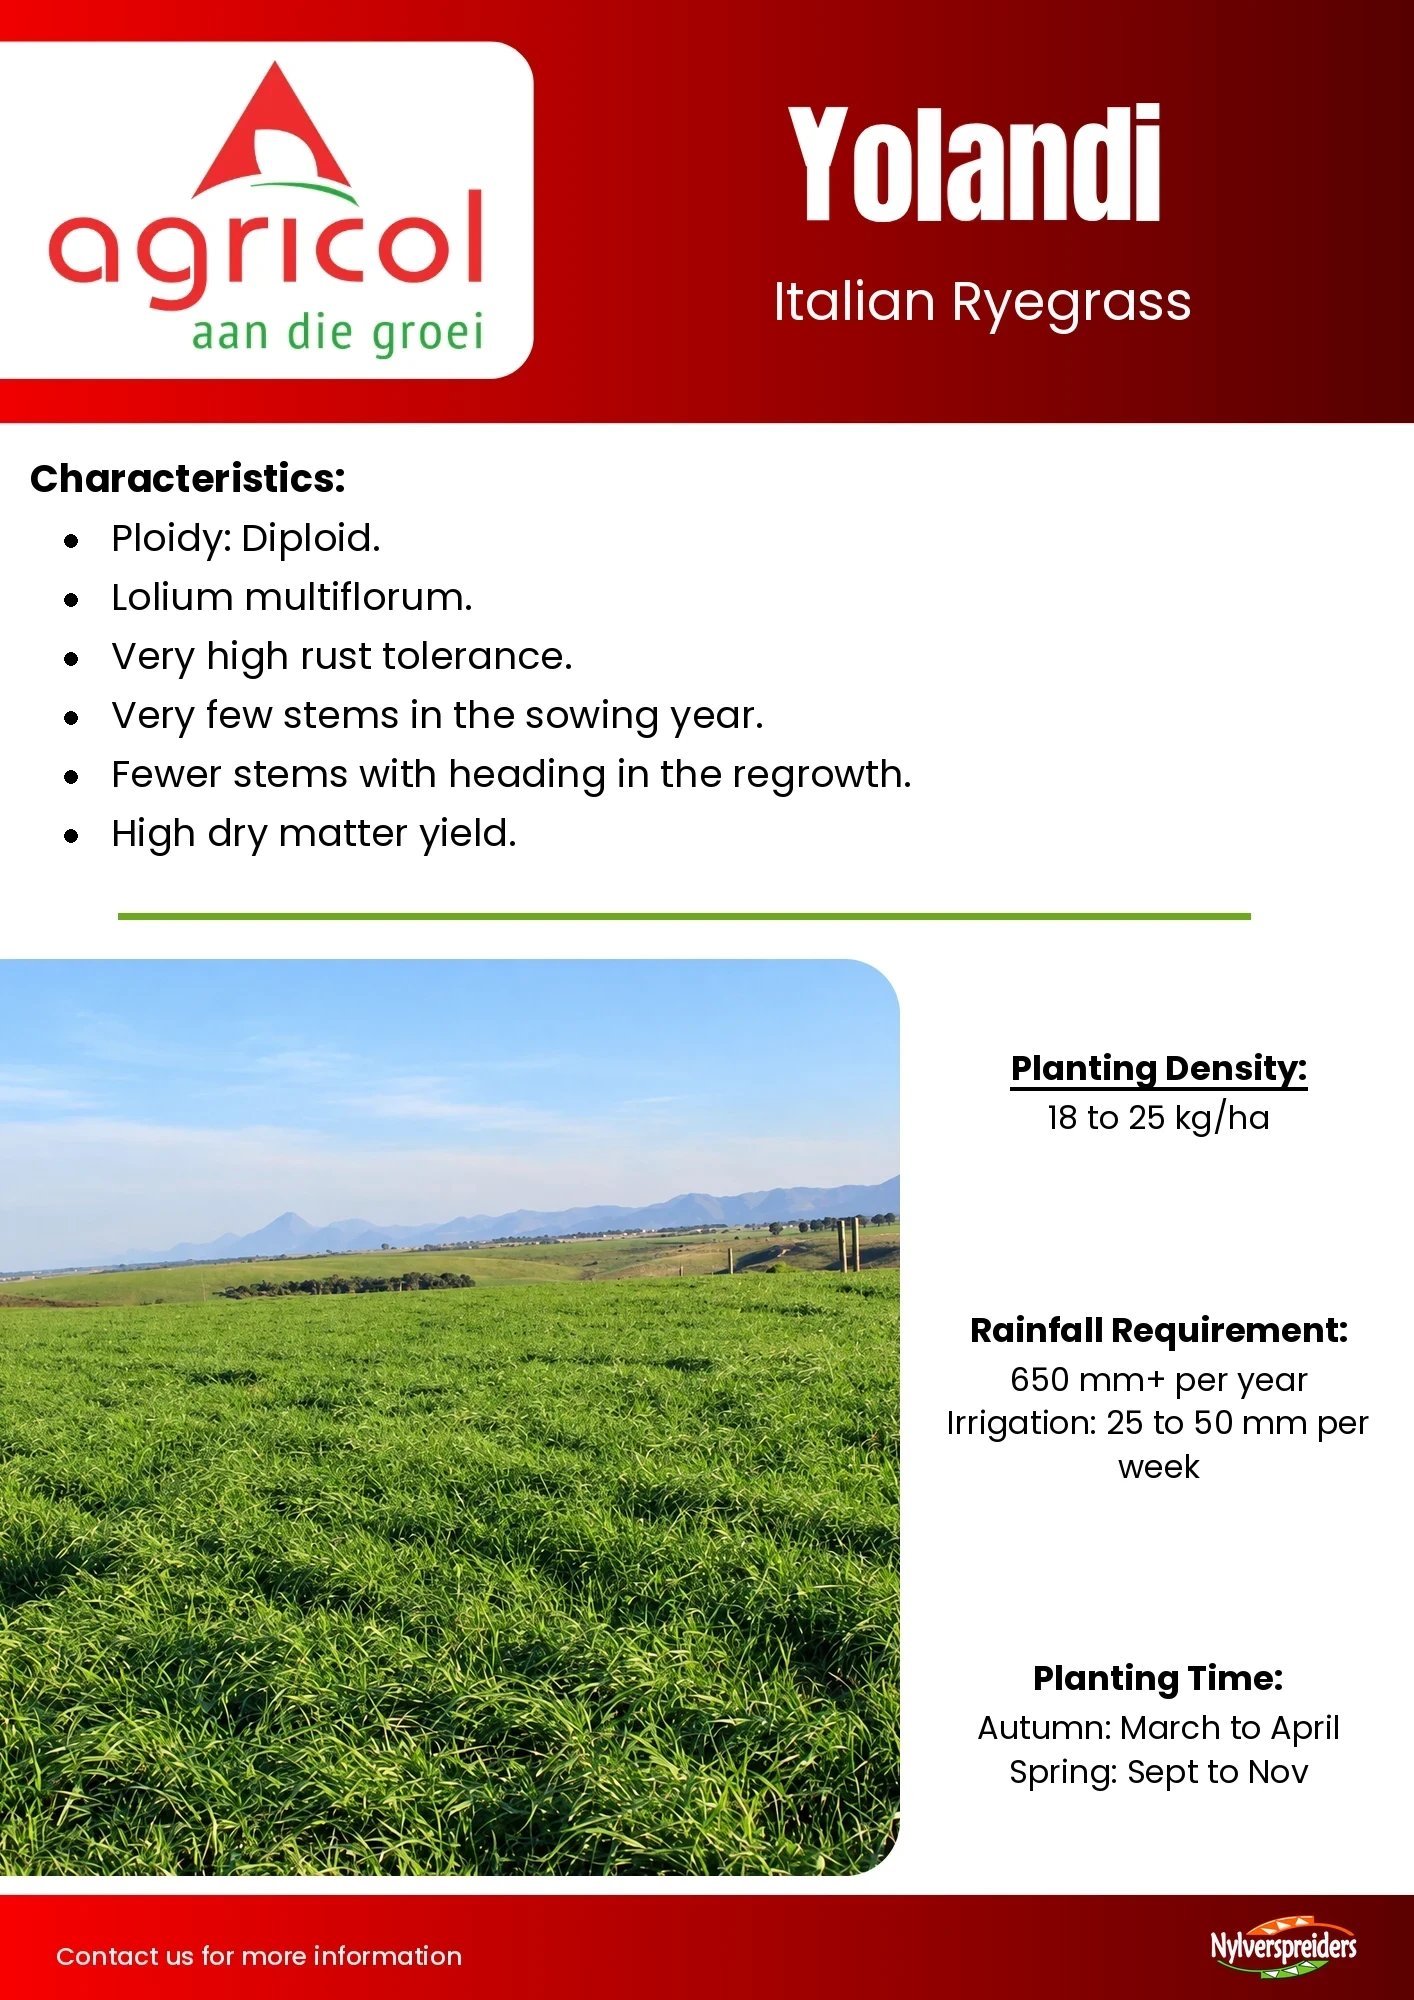 agricol
aan die groei
Yolandi
Italian Ryegrass
Characteristics:
• Ploidy: Diploid.
• Lolium multiflorum.
• Very high rust tolerance.
• Very few stems in the sowing year.
• Fewer stems with heading in the regrowth.
• High dry matter yield.
Planting Density:
18 to 25 kg/ha
Rainfall Requirement:
650 mm+ per year
Irrigation: 25 to 50 mm per
week
Planting Time:
Autumn: March to April
Spring: Sept to Nov
Contact us for more information
Nylverspreiders